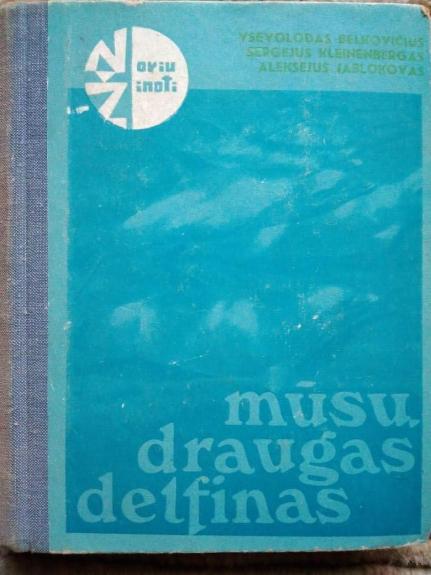 VSEVOLODAS BELKOVIČIUS
SERGEJUS KLEINENBERGAS
ALEKSEJUS JABLOKOVAS
Noriu
Žinoti
mūsų
draugas
delfinas